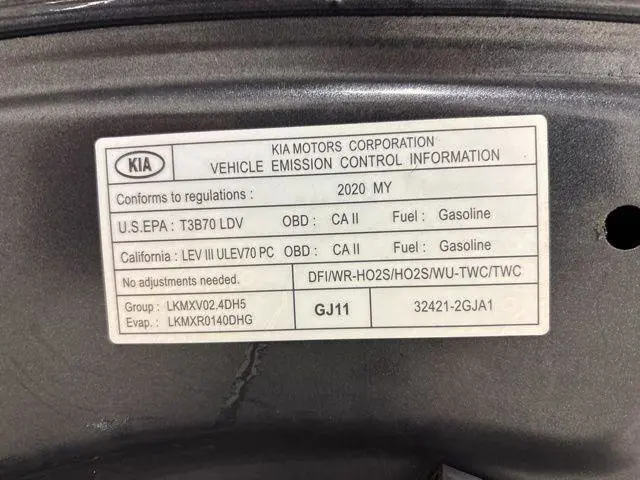 KIA
KIA MOTORS CORPORATION
VEHICLE EMISSION CONTROL INFORMATION
Conforms to regulations : 2020 MY
U.S.EPA : T3B70 LDV OBD : CA II Fuel : Gasoline
California : LEV III ULEV70 PC OBD : CA II Fuel : Gasoline
No adjustments needed. DFI/WR-HO2S/HO2S/WU-TWC/TWC
Group : LKMXV02.4DH5
Evap. : LKMXR0140DHG
GJ11
32421-2GJA1